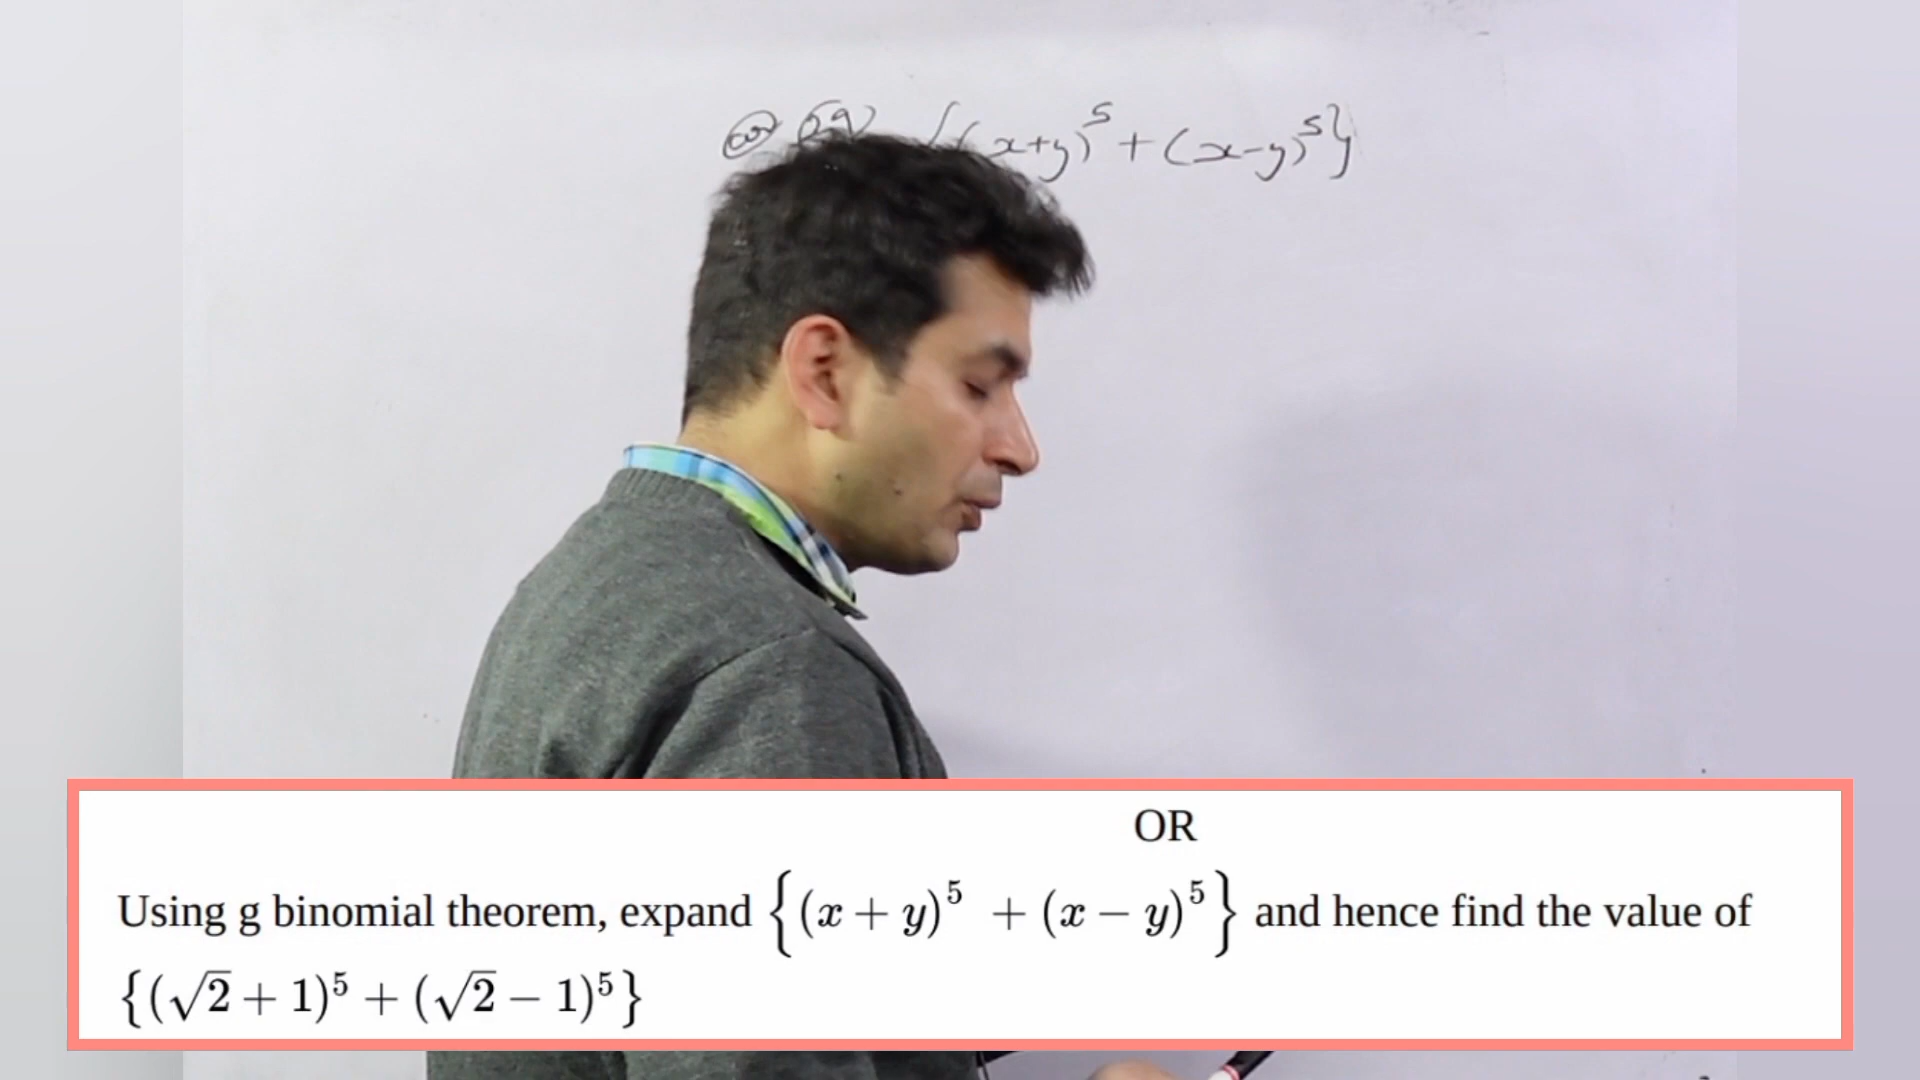 {(x+y)⁵ + (x-y)⁵}
OR
Using g binomial theorem, expand {(x + y)⁵ + (x − y)⁵} and hence find the value of
{(√2 + 1)⁵ + (√2 − 1)⁵}